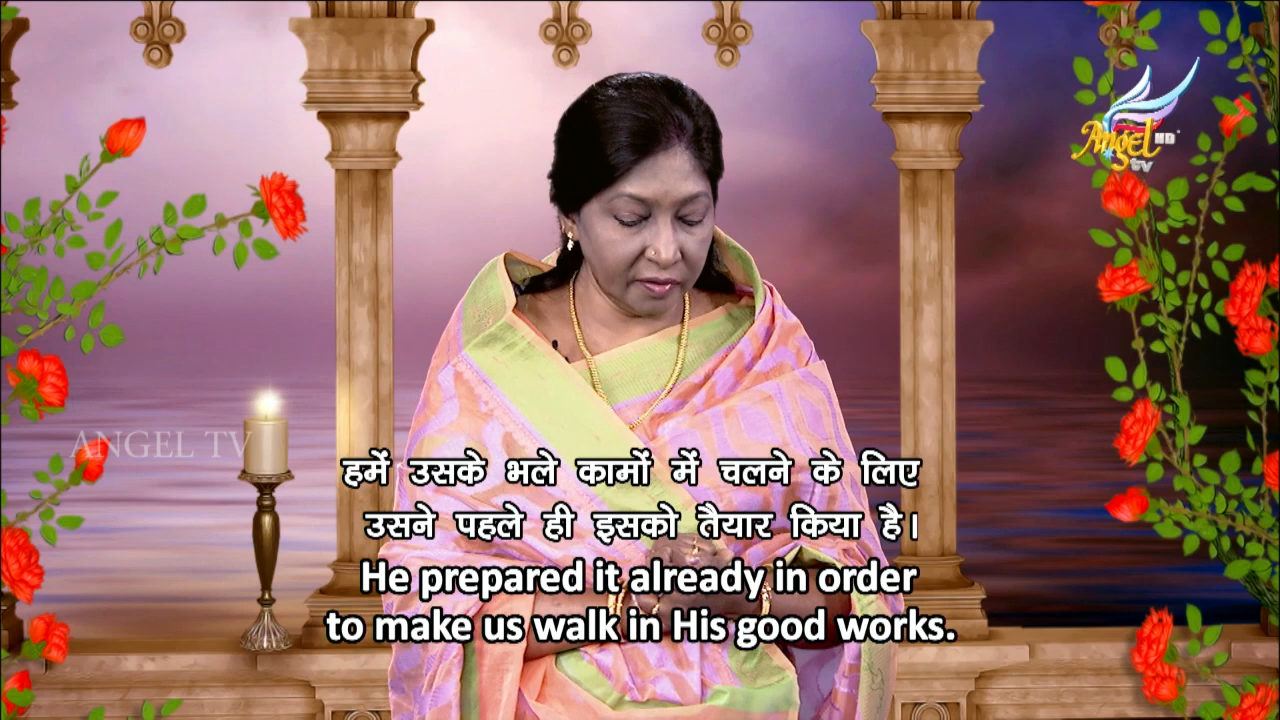 Angel HD
tv
ANGEL TV
हमें उसके भले कामों में चलने के लिए
उसने पहले ही इसको तैयार किया है।
He prepared it already in order
to make us walk in His good works.